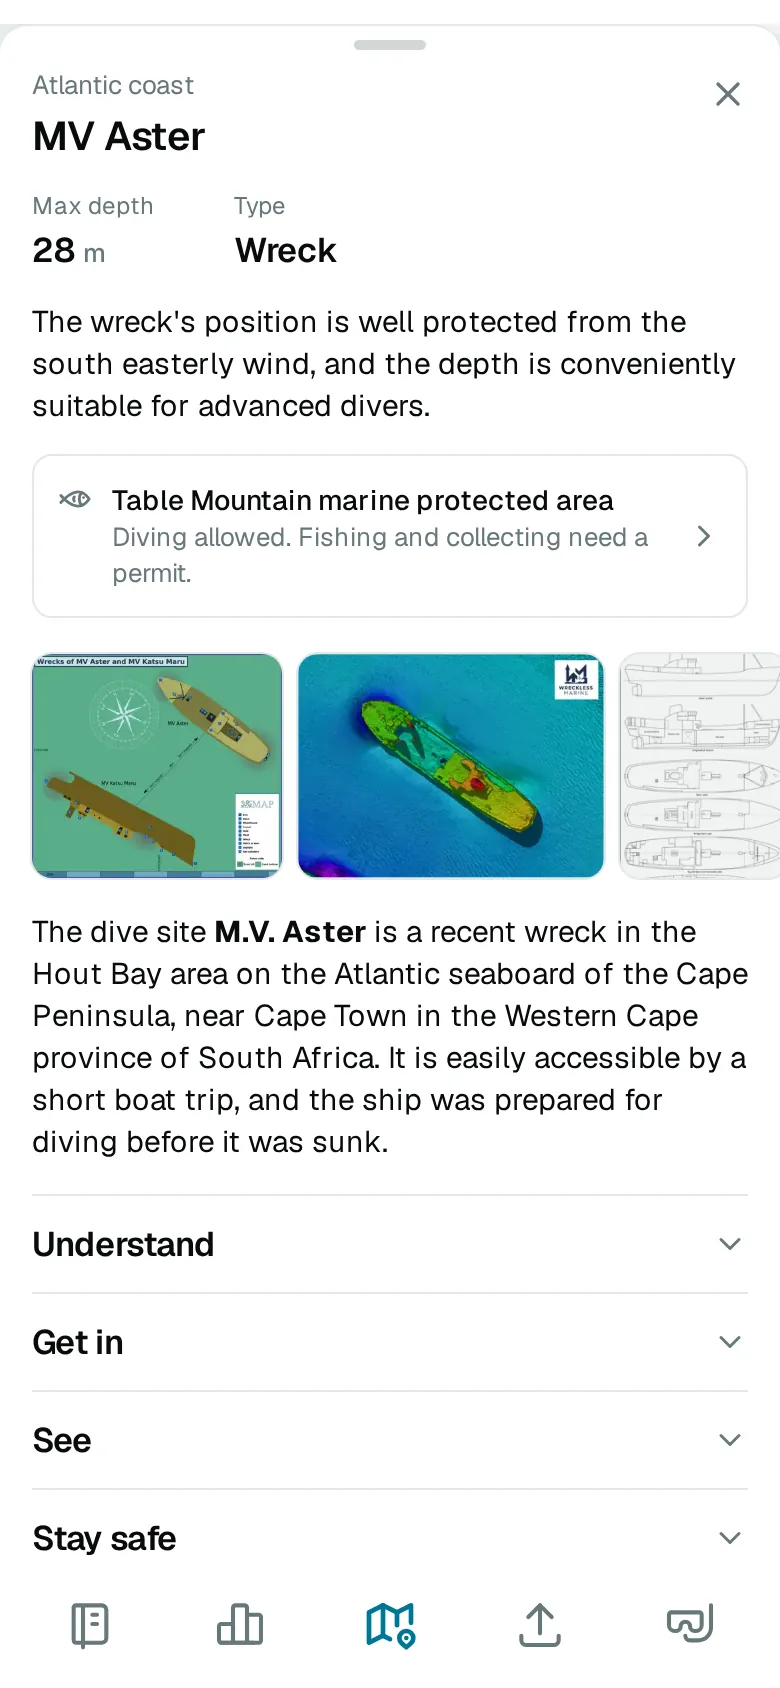 Atlantic coast
MV Aster
Max depth
Type
28 m
Wreck
The wreck's position is well protected from the
south easterly wind, and the depth is conveniently
suitable for advanced divers.
Table Mountain marine protected area
Diving allowed. Fishing and collecting need a
permit.
Wrecks of MV Aster and MV Katsu Maru
MV Aster
MV Katsu Maru
MAP
WRECKLESS
MARINE
The dive site M.V. Aster is a recent wreck in the
Hout Bay area on the Atlantic seaboard of the Cape
Peninsula, near Cape Town in the Western Cape
province of South Africa. It is easily accessible by a
short boat trip, and the ship was prepared for
diving before it was sunk.
Understand
Get in
See
Stay safe